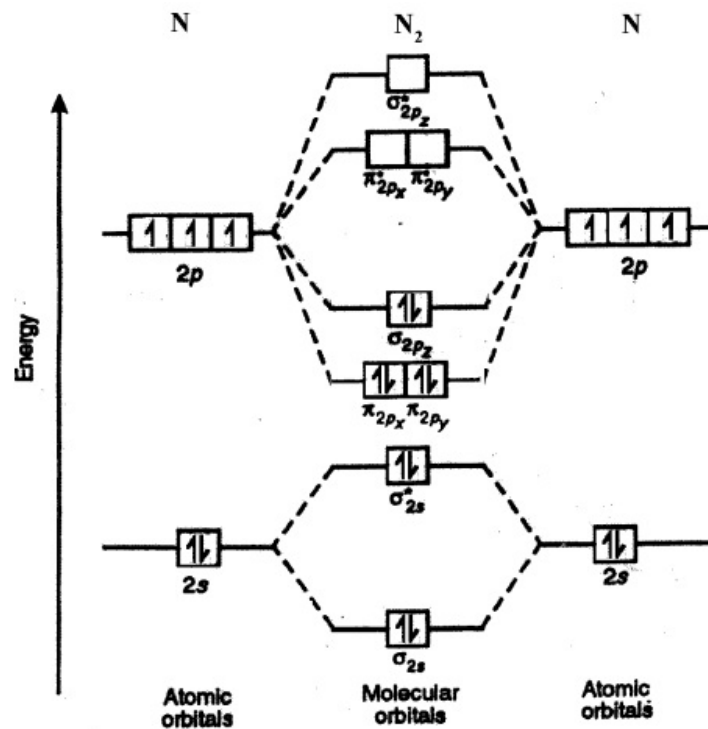 N N₂ N
σ*2pz
π*2px π*2py
2p 2p
σ2pz
π2px π2py
Energy
σ*2s
2s 2s
σ2s
Atomic orbitals Molecular orbitals Atomic orbitals